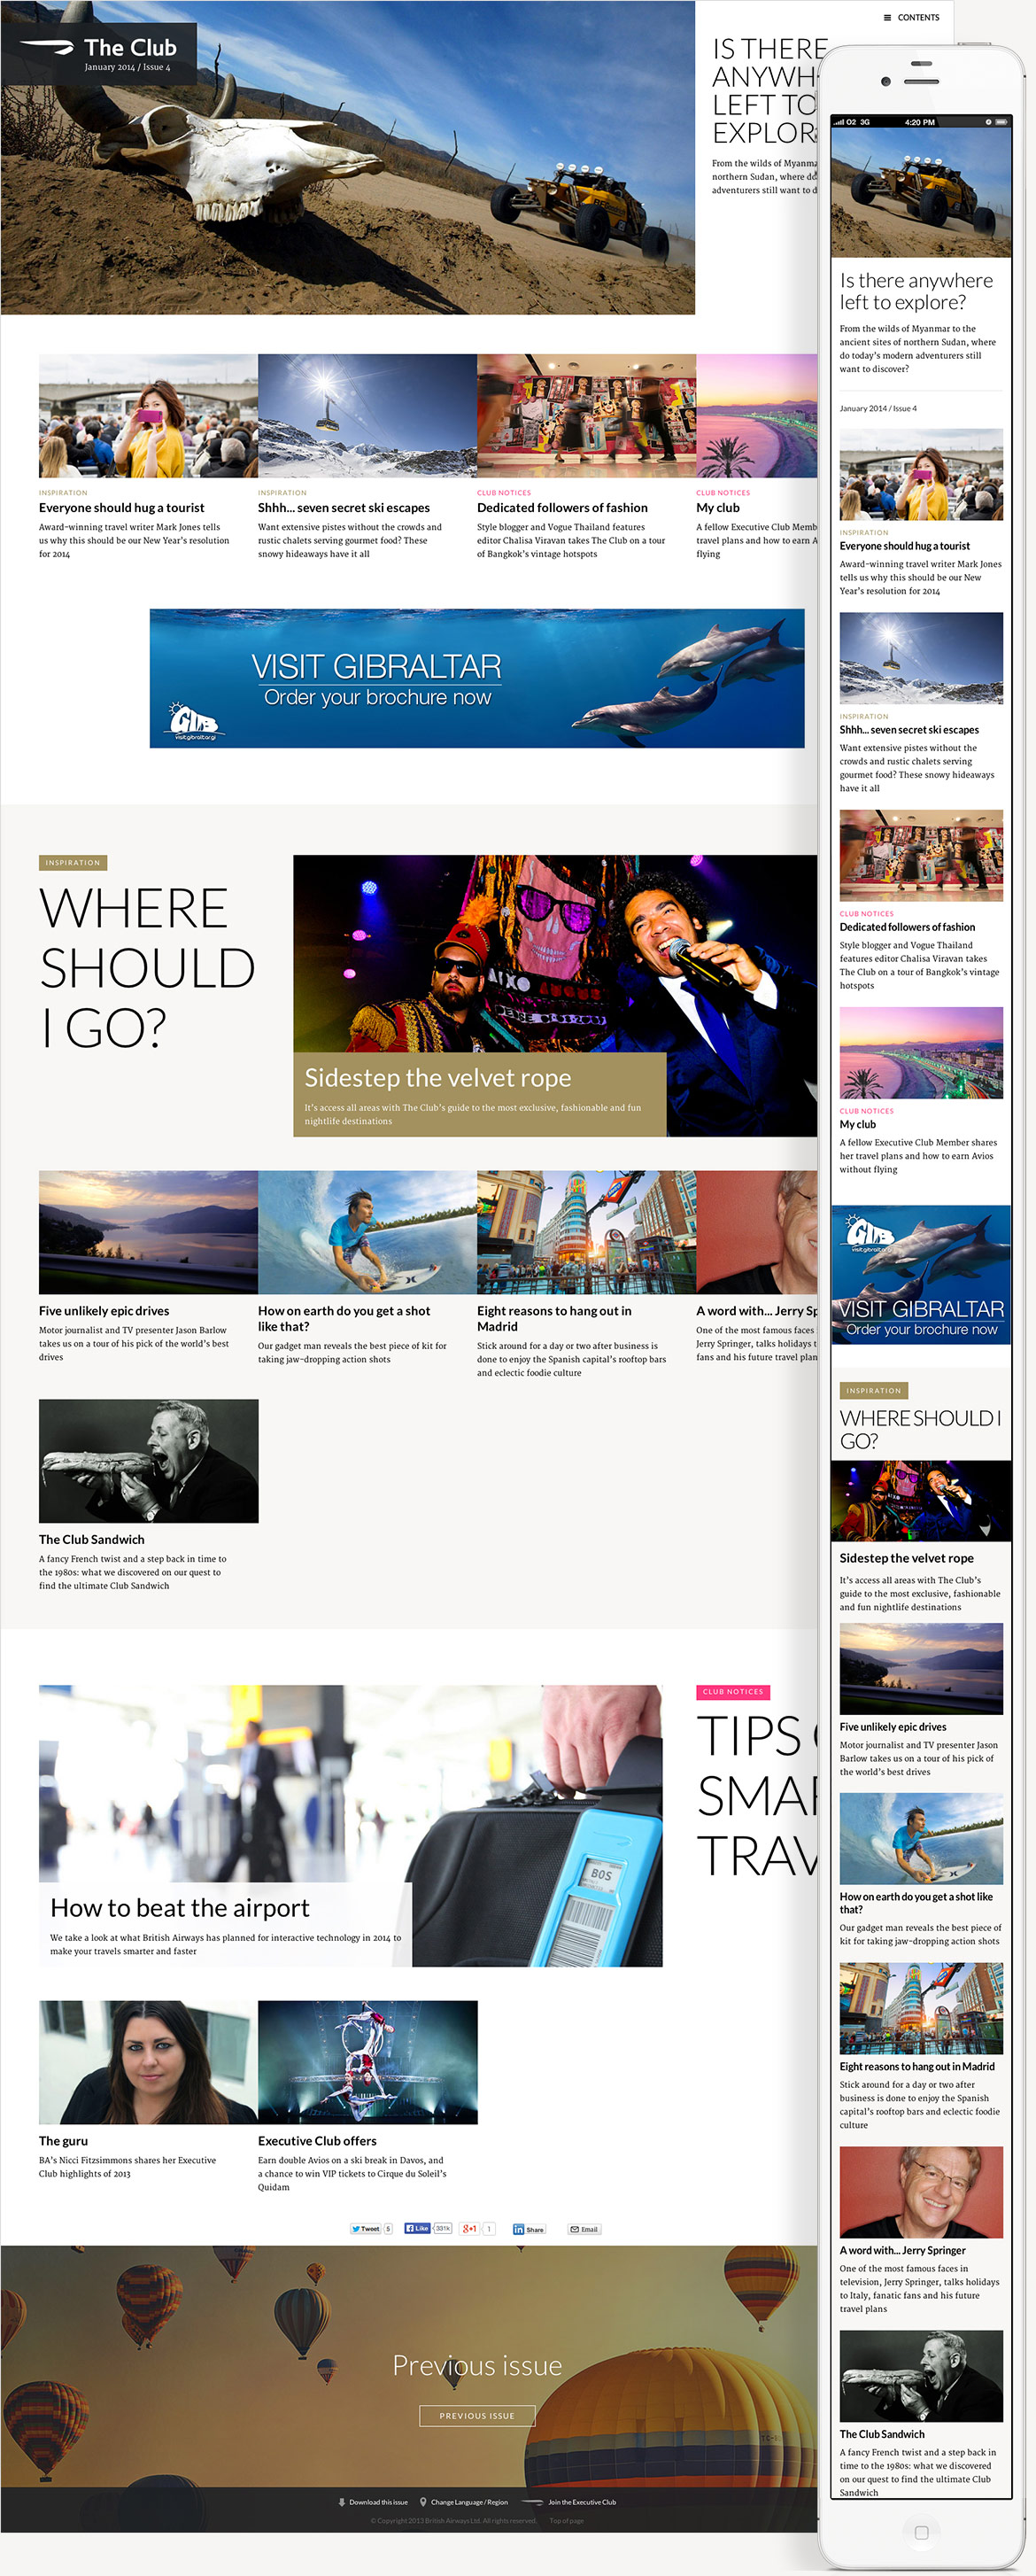 The Club
January 2014 / Issue 4
CONTENTS
IS THERE
ANYWH
LEFT TO
EXPLOR
From the wilds of Myanma
northern Sudan, where do
adventurers still want to d
INSPIRATION
Everyone should hug a tourist
Award-winning travel writer Mark Jones tells
us why this should be our New Year's resolution
for 2014
INSPIRATION
Shhh... seven secret ski escapes
Want extensive pistes without the crowds and
rustic chalets serving gourmet food? These
snowy hideaways have it all
CLUB NOTICES
Dedicated followers of fashion
Style blogger and Vogue Thailand features
editor Chalisa Viravan takes The Club on a tour
of Bangkok's vintage hotspots
CLUB NOTICES
My club
A fellow Executive Club Memb
travel plans and how to earn A
flying
VISIT GIBRALTAR
Order your brochure now
GIB
visitgibraltar.gi
INSPIRATION
WHERE
SHOULD
I GO?
AIXO
Sidestep the velvet rope
It's access all areas with The Club's guide to the most exclusive, fashionable and fun
nightlife destinations
Five unlikely epic drives
Motor journalist and TV presenter Jason Barlow
takes us on a tour of his pick of the world's best
drives
How on earth do you get a shot
like that?
Our gadget man reveals the best piece of kit for
taking jaw-dropping action shots
Eight reasons to hang out in
Madrid
Stick around for a day or two after business is
done to enjoy the Spanish capital's rooftop bars
and eclectic foodie culture
A word with... Jerry Sp
One of the most famous faces
Jerry Springer, talks holidays t
fans and his future travel plan
The Club Sandwich
A fancy French twist and a step back in time to
the 1980s: what we discovered on our quest to
find the ultimate Club Sandwich
BOS
How to beat the airport
We take a look at what British Airways has planned for interactive technology in 2014 to
make your travels smarter and faster
CLUB NOTICES
TIPS
SMAR
TRAV
The guru
BA's Nicci Fitzsimmons shares her Executive
Club highlights of 2013
Executive Club offers
Earn double Avios on a ski break in Davos, and
a chance to win VIP tickets to Cirque du Soleil's
Quidam
Tweet 5
Like 331k
g+1 1
in Share
Email
Previous issue
PREVIOUS ISSUE
Download this issue
Change Language / Region
Join the Executive Club
© Copyright 2013 British Airways Ltd. All rights reserved.
Top of page
O2 3G
4:20 PM
Is there anywhere
left to explore?
From the wilds of Myanmar to the
ancient sites of northern Sudan, where
do today's modern adventurers still
want to discover?
January 2014 / Issue 4
INSPIRATION
Everyone should hug a tourist
Award-winning travel writer Mark Jones
tells us why this should be our New
Year's resolution for 2014
INSPIRATION
Shhh... seven secret ski escapes
Want extensive pistes without the
crowds and rustic chalets serving
gourmet food? These snowy hideaways
have it all
CLUB NOTICES
Dedicated followers of fashion
Style blogger and Vogue Thailand
features editor Chalisa Viravan takes
The Club on a tour of Bangkok's vintage
hotspots
CLUB NOTICES
My club
A fellow Executive Club Member shares
her travel plans and how to earn Avios
without flying
GIB
visitgibraltar.gi
VISIT GIBRALTAR
Order your brochure now
INSPIRATION
WHERE SHOULD I
GO?
AIXO
Sidestep the velvet rope
It's access all areas with The Club's
guide to the most exclusive, fashionable
and fun nightlife destinations
Five unlikely epic drives
Motor journalist and TV presenter Jason
Barlow takes us on a tour of his pick of
the world's best drives
How on earth do you get a shot like
that?
Our gadget man reveals the best piece of
kit for taking jaw-dropping action shots
Eight reasons to hang out in Madrid
Stick around for a day or two after
business is done to enjoy the Spanish
capital's rooftop bars and eclectic foodie
culture
A word with... Jerry Springer
One of the most famous faces in
television, Jerry Springer, talks holidays
to Italy, fanatic fans and his future
travel plans
The Club Sandwich
A fancy French twist and a step back in
time to the 1980s: what we discovered
on our quest to find the ultimate Club
Sandwich